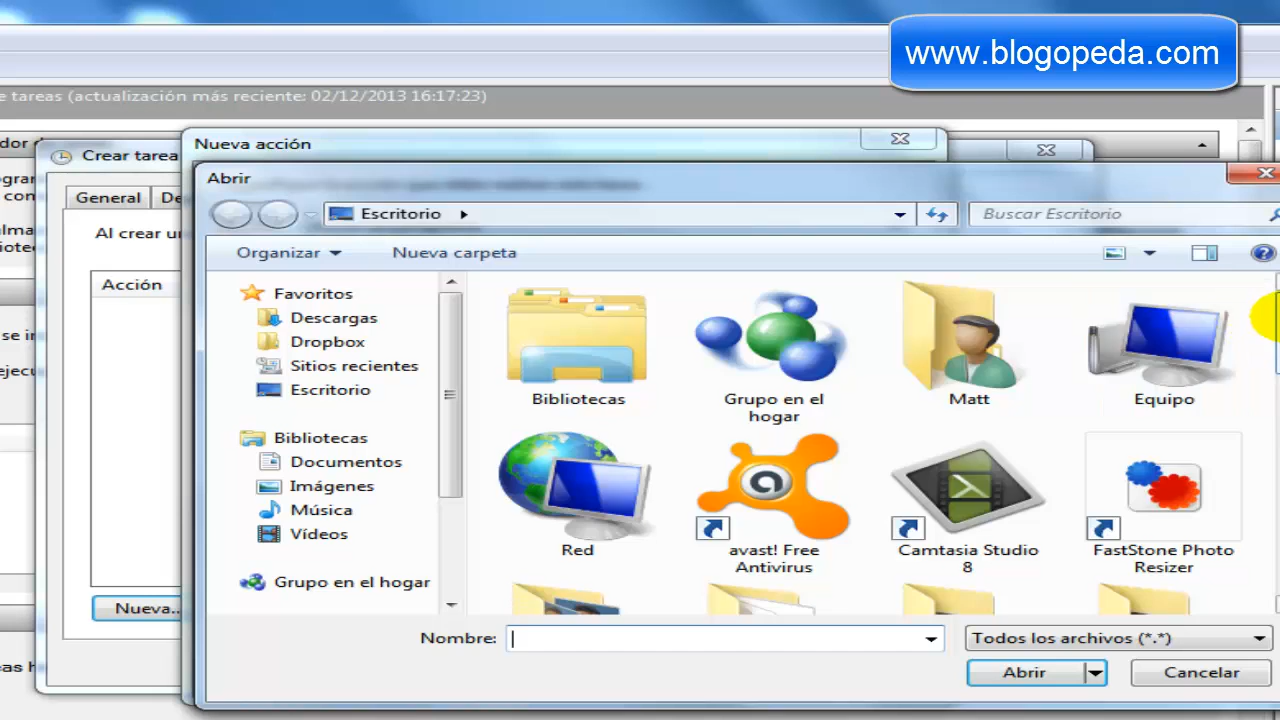 www.blogopeda.com
e tareas (actualización más reciente: 02/12/2013 16:17:23)
Crear tarea
Nueva acción
Abrir
General
Escritorio
Buscar Escritorio
Al crear
Organizar
Nueva carpeta
Acción
Favoritos
Descargas
Dropbox
Sitios recientes
Escritorio
Bibliotecas
Documentos
Imágenes
Música
Vídeos
Grupo en el hogar
Bibliotecas
Grupo en el
hogar
Matt
Equipo
Red
avast! Free
Antivirus
Camtasia Studio
8
FastStone Photo
Resizer
Nueva..
Nombre:
Todos los archivos (*.*)
Abrir
Cancelar